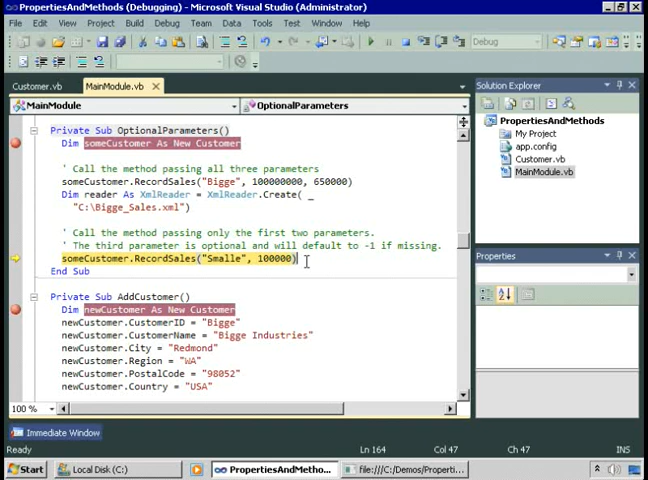 PropertiesAndMethods (Debugging) - Microsoft Visual Studio (Administrator)
File Edit View Project Build Debug Team Data Tools Test Window Help
Debug
Customer.vb MainModule.vb
MainModule OptionalParameters
Private Sub OptionalParameters()
Dim someCustomer As New Customer
' Call the method passing all three parameters
someCustomer.RecordSales("Bigge", 100000000, 650000)
Dim reader As XmlReader = XmlReader.Create( _
"C:\Bigge_Sales.xml")
' Call the method passing only the first two parameters.
' The third parameter is optional and will default to -1 if missing.
someCustomer.RecordSales("Smalle", 100000)
End Sub
Private Sub AddCustomer()
Dim newCustomer As New Customer
newCustomer.CustomerID = "Bigge"
newCustomer.CustomerName = "Bigge Industries"
newCustomer.City = "Redmond"
newCustomer.Region = "WA"
newCustomer.PostalCode = "98052"
newCustomer.Country = "USA"
100 %
Solution Explorer
PropertiesAndMethods
My Project
app.config
Customer.vb
MainModule.vb
Properties
Immediate Window
Ready Ln 164 Col 47 Ch 47 INS
Start Local Disk (C:) PropertiesAndMetho... file:///C:/Demos/Properti...